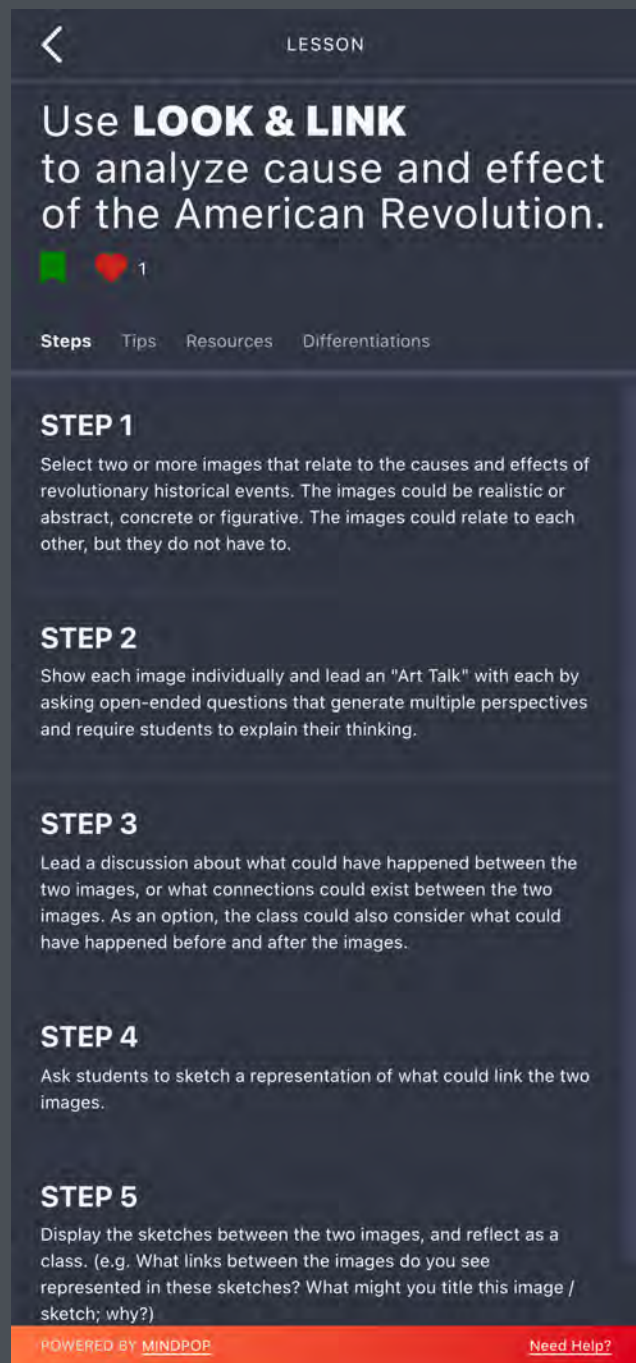 LESSON
Use LOOK & LINK
to analyze cause and effect
of the American Revolution.
1
Steps Tips Resources Differentiations
STEP 1
Select two or more images that relate to the causes and effects of
revolutionary historical events. The images could be realistic or
abstract, concrete or figurative. The images could relate to each
other, but they do not have to.
STEP 2
Show each image individually and lead an "Art Talk" with each by
asking open-ended questions that generate multiple perspectives
and require students to explain their thinking.
STEP 3
Lead a discussion about what could have happened between the
two images, or what connections could exist between the two
images. As an option, the class could also consider what could
have happened before and after the images.
STEP 4
Ask students to sketch a representation of what could link the two
images.
STEP 5
Display the sketches between the two images, and reflect as a
class. (e.g. What links between the images do you see
represented in these sketches? What might you title this image /
sketch; why?)
POWERED BY MINDPOP Need Help?